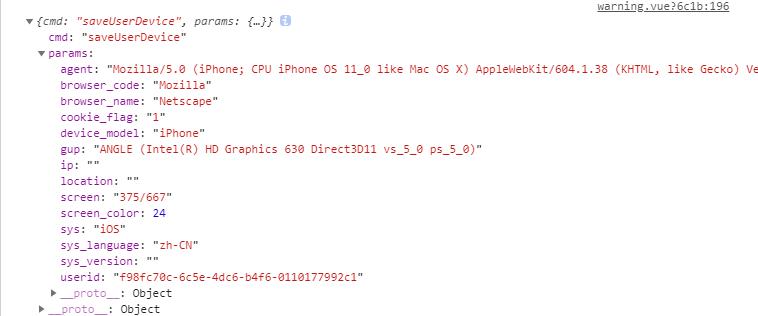 warning.vue?6c1b:196
▼{cmd: "saveUserDevice", params: {…}} i
cmd: "saveUserDevice"
▼params:
agent: "Mozilla/5.0 (iPhone; CPU iPhone OS 11_0 like Mac OS X) AppleWebKit/604.1.38 (KHTML, like Gecko) Ve
browser_code: "Mozilla"
browser_name: "Netscape"
cookie_flag: "1"
device_model: "iPhone"
gup: "ANGLE (Intel(R) HD Graphics 630 Direct3D11 vs_5_0 ps_5_0)"
ip: ""
location: ""
screen: "375/667"
screen_color: 24
sys: "iOS"
sys_language: "zh-CN"
sys_version: ""
userid: "f98fc70c-6c5e-4dc6-b4f6-0110177992c1"
▶__proto__: Object
▶__proto__: Object